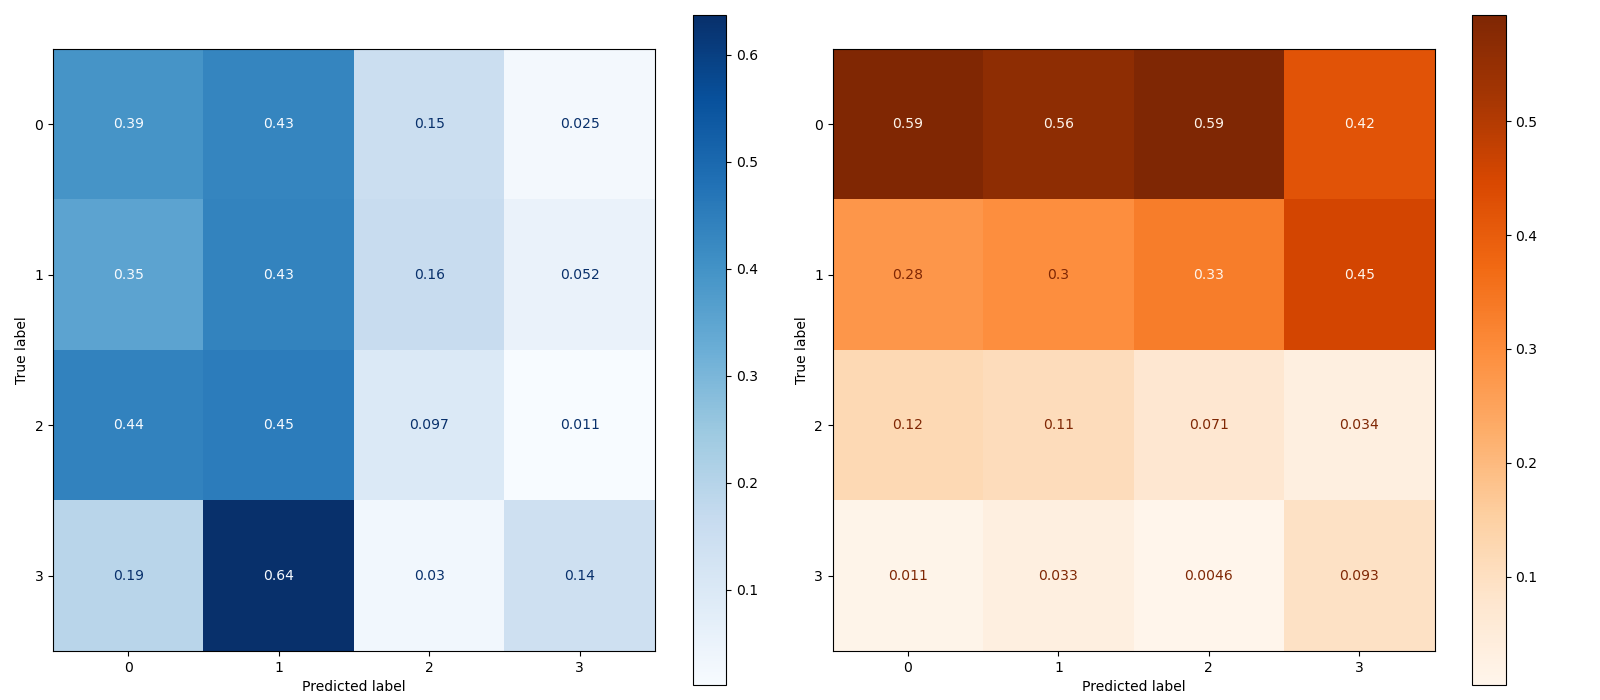 True label
0 0.39 0.43 0.15 0.025
1 0.35 0.43 0.16 0.052
2 0.44 0.45 0.097 0.011
3 0.19 0.64 0.03 0.14
0 1 2 3
Predicted label
0.6
0.5
0.4
0.3
0.2
0.1
True label
0 0.59 0.56 0.59 0.42
1 0.28 0.3 0.33 0.45
2 0.12 0.11 0.071 0.034
3 0.011 0.033 0.0046 0.093
0 1 2 3
Predicted label
0.5
0.4
0.3
0.2
0.1